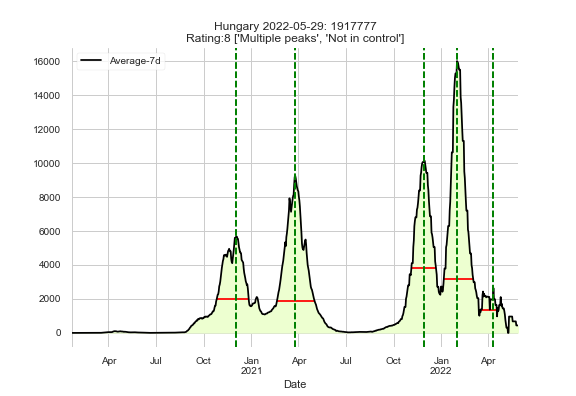 Hungary 2022-05-29: 1917777
Rating:8 ['Multiple peaks', 'Not in control']
Average-7d
16000
14000
12000
10000
8000
6000
4000
2000
0
Apr Jul Oct Jan Apr Jul Oct Jan Apr
2021 2022
Date